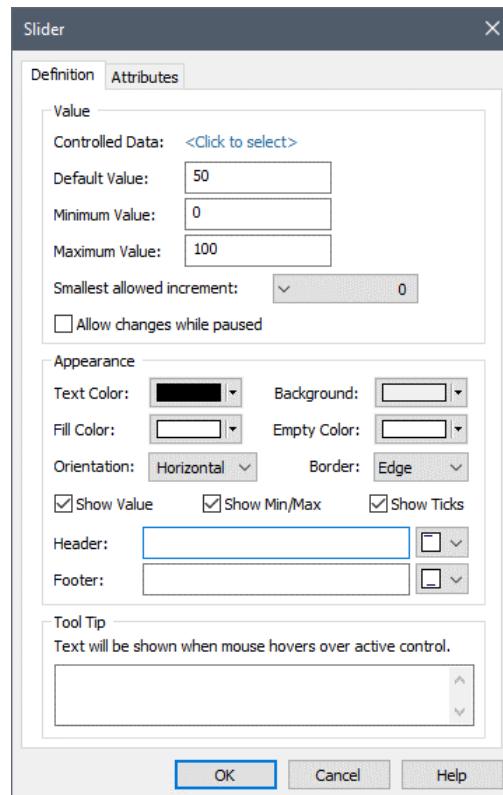 Slider
Definition Attributes
Value
Controlled Data: <Click to select>
Default Value: 50
Minimum Value: 0
Maximum Value: 100
Smallest allowed increment: 0
Allow changes while paused
Appearance
Text Color: Background:
Fill Color: Empty Color:
Orientation: Horizontal Border: Edge
Show Value Show Min/Max Show Ticks
Header:
Footer:
Tool Tip
Text will be shown when mouse hovers over active control.
OK Cancel Help